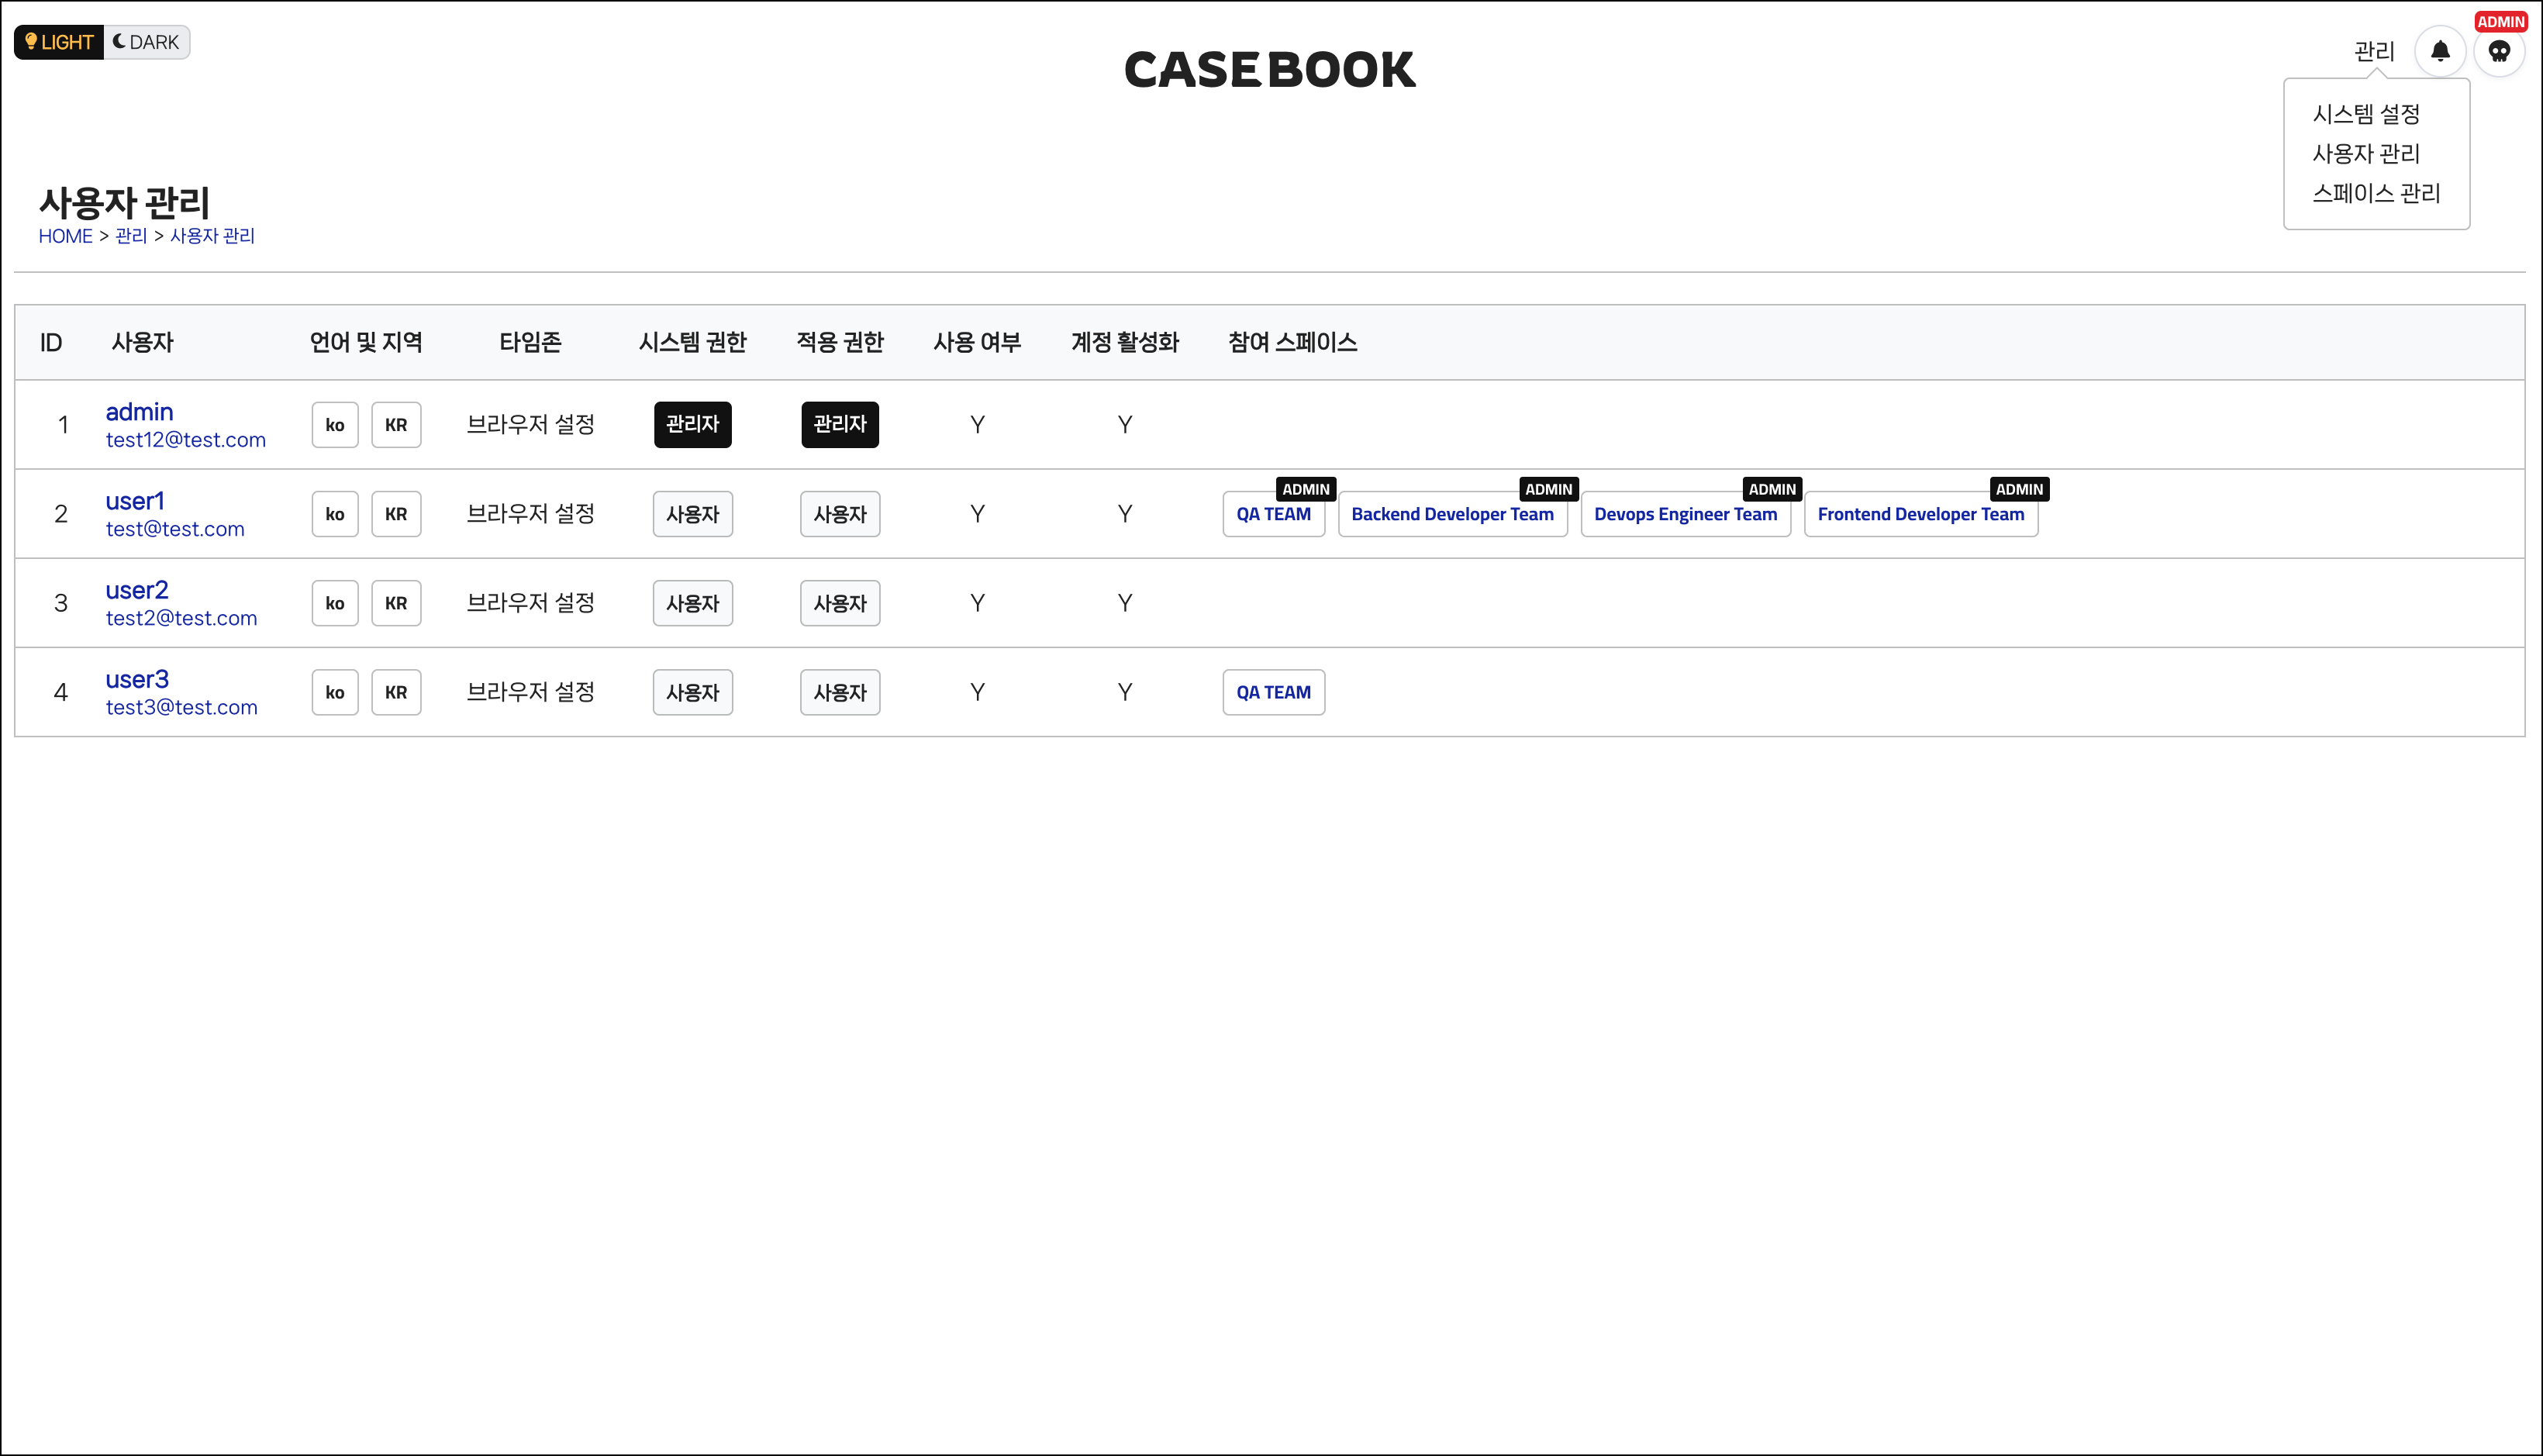 LIGHT DARK
CASEBOOK
관리
ADMIN
시스템 설정
사용자 관리
스페이스 관리
사용자 관리
HOME > 관리 > 사용자 관리
ID 사용자 언어 및 지역 타임존 시스템 권한 적용 권한 사용 여부 계정 활성화 참여 스페이스
1 admin ko KR 브라우저 설정 관리자 관리자 Y Y
test12@test.com
ADMIN ADMIN ADMIN ADMIN
2 user1 ko KR 브라우저 설정 사용자 사용자 Y Y QA TEAM Backend Developer Team Devops Engineer Team Frontend Developer Team
test@test.com
3 user2 ko KR 브라우저 설정 사용자 사용자 Y Y
test2@test.com
4 user3 ko KR 브라우저 설정 사용자 사용자 Y Y QA TEAM
test3@test.com